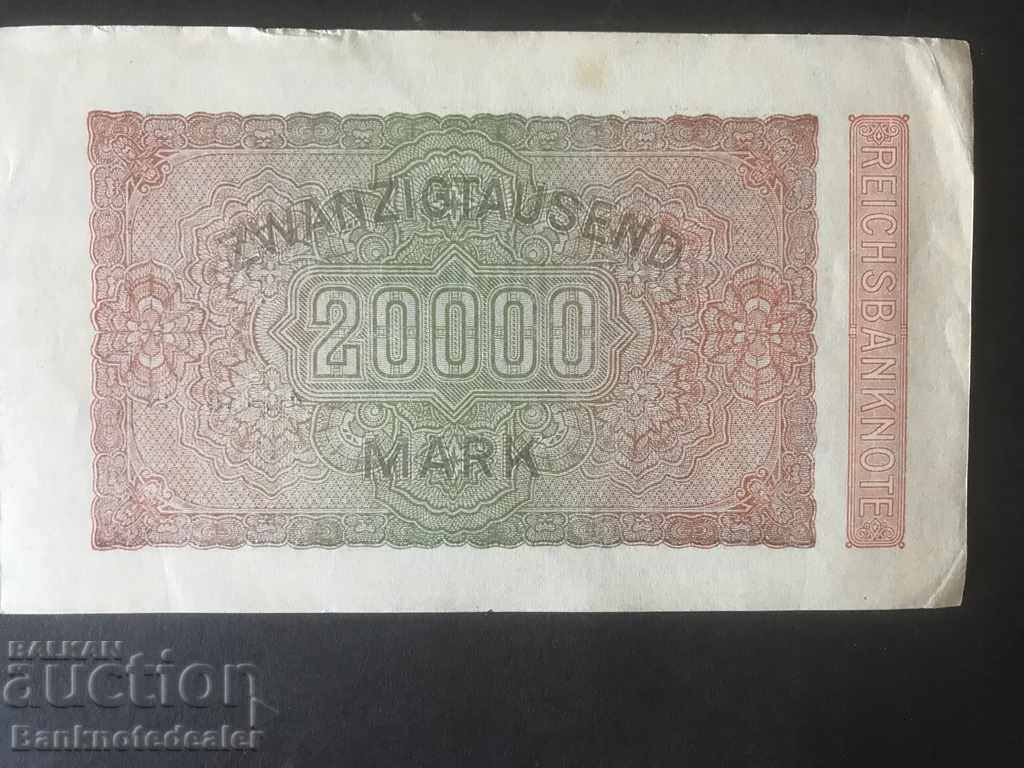 ZWANZIGTAUSEND
20000
MARK
REICHSBANKNOTE
BALKAN
auction
Banknotedealer